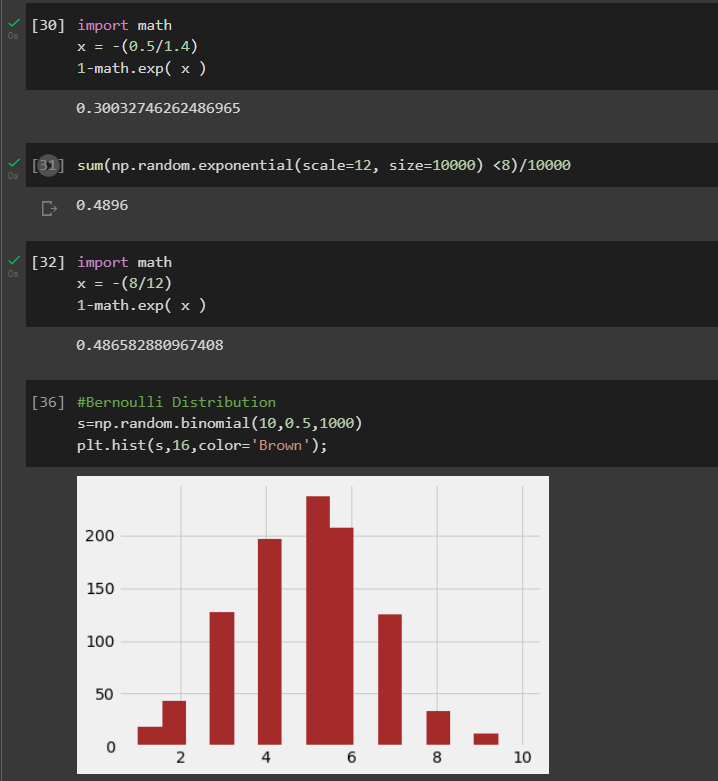 0s
[30] import math
x = -(0.5/1.4)
1-math.exp( x )
0.30032746262486965
0s
[31] sum(np.random.exponential(scale=12, size=10000) <8)/10000
0.4896
0s
[32] import math
x = -(8/12)
1-math.exp( x )
0.486582880967408
[36] #Bernoulli Distribution
s=np.random.binomial(10,0.5,1000)
plt.hist(s,16,color='Brown');
200
150
100
50
0
2 4 6 8 10